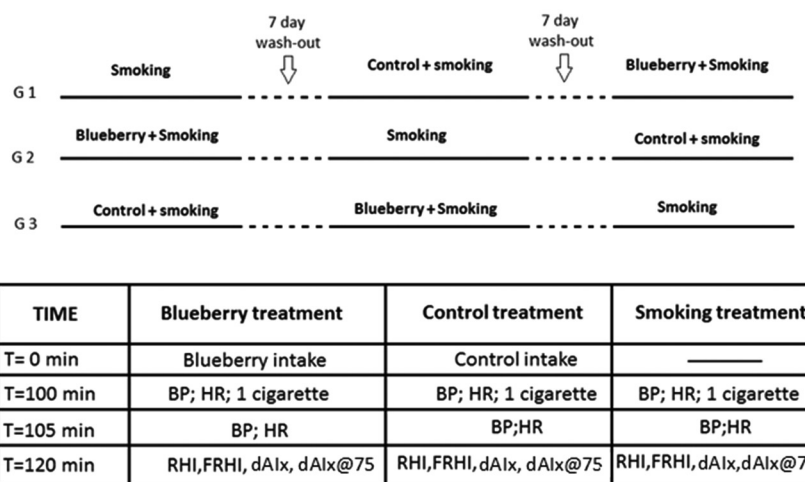 7 day
wash-out
7 day
wash-out
Smoking
Control + smoking
Blueberry + Smoking
G 1
Blueberry + Smoking
Smoking
Control + smoking
G 2
Control + smoking
Blueberry + Smoking
Smoking
G 3
TIME Blueberry treatment Control treatment Smoking treatment
T= 0 min Blueberry intake Control intake
T=100 min BP; HR; 1 cigarette BP; HR; 1 cigarette BP; HR; 1 cigarette
T=105 min BP; HR BP;HR BP;HR
T=120 min RHI,FRHI, dAIx, dAIx@75 RHI,FRHI, dAIx, dAIx@75 RHI,FRHI,dAIx,dAIx@7